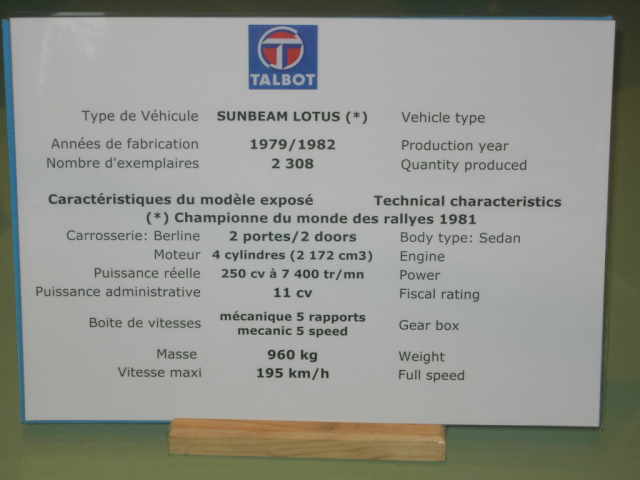 TALBOT
Type de Véhicule SUNBEAM LOTUS (*) Vehicle type
Années de fabrication 1979/1982 Production year
Nombre d'exemplaires 2 308 Quantity produced
Caractéristiques du modèle exposé Technical characteristics
(*) Championne du monde des rallyes 1981
Carrosserie: Berline 2 portes/2 doors Body type: Sedan
Moteur 4 cylindres (2 172 cm3) Engine
Puissance réelle 250 cv à 7 400 tr/mn Power
Puissance administrative 11 cv Fiscal rating
Boite de vitesses mécanique 5 rapports Gear box
mecanic 5 speed
Masse 960 kg Weight
Vitesse maxi 195 km/h Full speed